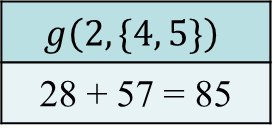 g(2,{4,5})
28 + 57 = 85